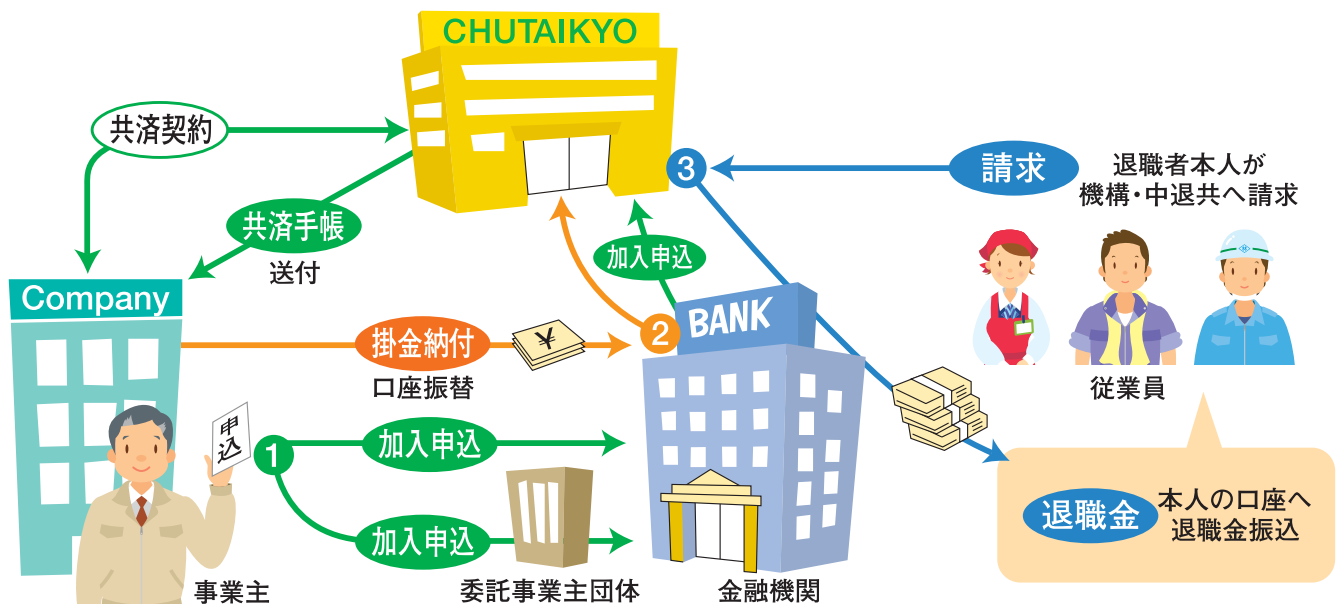 CHUTAIKYO
共済契約
共済手帳
送付
Company
3
請求
退職者本人が
機構・中退共へ請求
加入申込
2
BANK
掛金納付
口座振替
¥
従業員
申込
1
加入申込
加入申込
退職金
本人の口座へ
退職金振込
事業主
委託事業主団体
金融機関